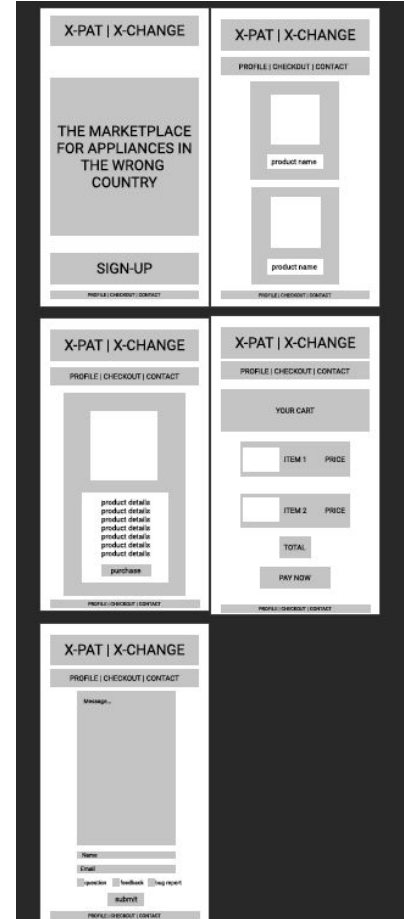 X-PAT | X-CHANGE
THE MARKETPLACE
FOR APPLIANCES IN
THE WRONG
COUNTRY
SIGN-UP
PROFILE | CHECKOUT | CONTACT
X-PAT | X-CHANGE
PROFILE | CHECKOUT | CONTACT
product name
product name
PROFILE | CHECKOUT | CONTACT
X-PAT | X-CHANGE
PROFILE | CHECKOUT | CONTACT
product details
product details
product details
product details
product details
product details
product details
purchase
PROFILE | CHECKOUT | CONTACT
X-PAT | X-CHANGE
PROFILE | CHECKOUT | CONTACT
YOUR CART
ITEM 1 PRICE
ITEM 2 PRICE
TOTAL
PAY NOW
PROFILE | CHECKOUT | CONTACT
X-PAT | X-CHANGE
PROFILE | CHECKOUT | CONTACT
Message...
Name
Email
question feedback bug report
submit
PROFILE | CHECKOUT | CONTACT